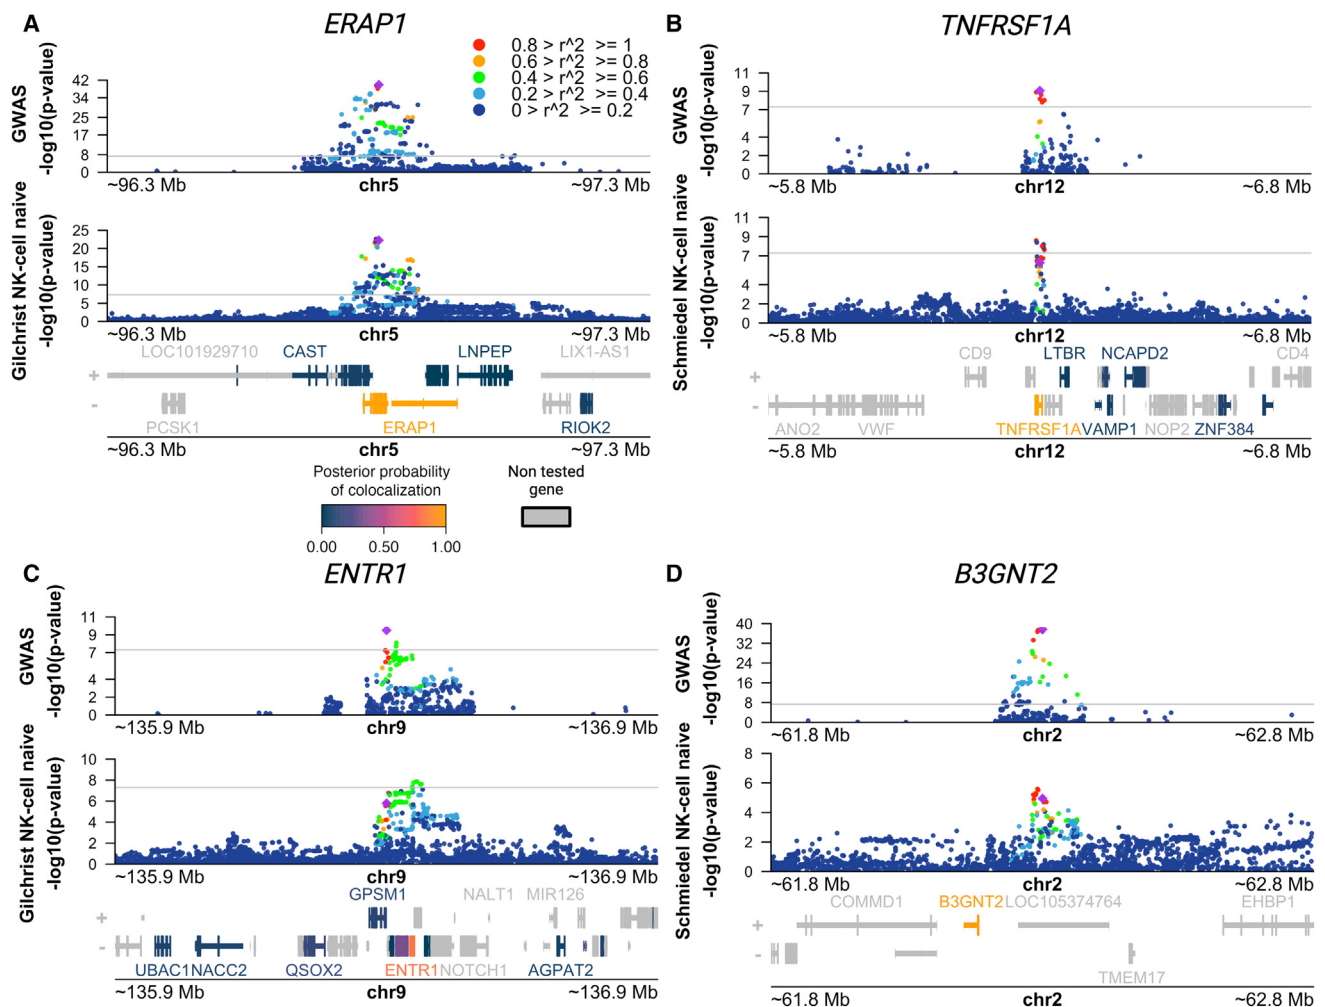 A
ERAP1
0.8 > r^2 >= 1
0.6 > r^2 >= 0.8
0.4 > r^2 >= 0.6
0.2 > r^2 >= 0.4
0 > r^2 >= 0.2
GWAS
-log10(p-value)
42
34
25
17
8
0
~96.3 Mb
chr5
~97.3 Mb
Gilchrist NK-cell naive
-log10(p-value)
25
20
15
10
5
0
~96.3 Mb
chr5
~97.3 Mb
LOC101929710
CAST
LNPEP
LIX1-AS1
+
-
PCSK1
ERAP1
RIOK2
~96.3 Mb
chr5
~97.3 Mb
Posterior probability
of colocalization
0.00
0.50
1.00
Non tested
gene
B
TNFRSF1A
GWAS
-log10(p-value)
11
9
7
4
2
0
~5.8 Mb
chr12
~6.8 Mb
Schmiedel NK-cell naive
-log10(p-value)
11
9
7
4
2
0
~5.8 Mb
chr12
~6.8 Mb
CD9
LTBR
NCAPD2
CD4
+
-
ANO2
VWF
TNFRSF1A
VAMP1
NOP2
ZNF384
~5.8 Mb
chr12
~6.8 Mb
C
ENTR1
GWAS
-log10(p-value)
11
9
7
4
2
0
~135.9 Mb
chr9
~136.9 Mb
Gilchrist NK-cell naive
-log10(p-value)
10
8
6
4
2
0
~135.9 Mb
chr9
~136.9 Mb
GPSM1
NALT1
MIR126
+
-
UBAC1
NACC2
QSOX2
ENTR1
NOTCH1
AGPAT2
~135.9 Mb
chr9
~136.9 Mb
D
B3GNT2
GWAS
-log10(p-value)
40
32
24
16
8
0
~61.8 Mb
chr2
~62.8 Mb
Schmiedel NK-cell naive
-log10(p-value)
8
6
4
2
0
~61.8 Mb
chr2
~62.8 Mb
COMMD1
B3GNT2
LOC105374764
EHBP1
+
-
TMEM17
~61.8 Mb
chr2
~62.8 Mb